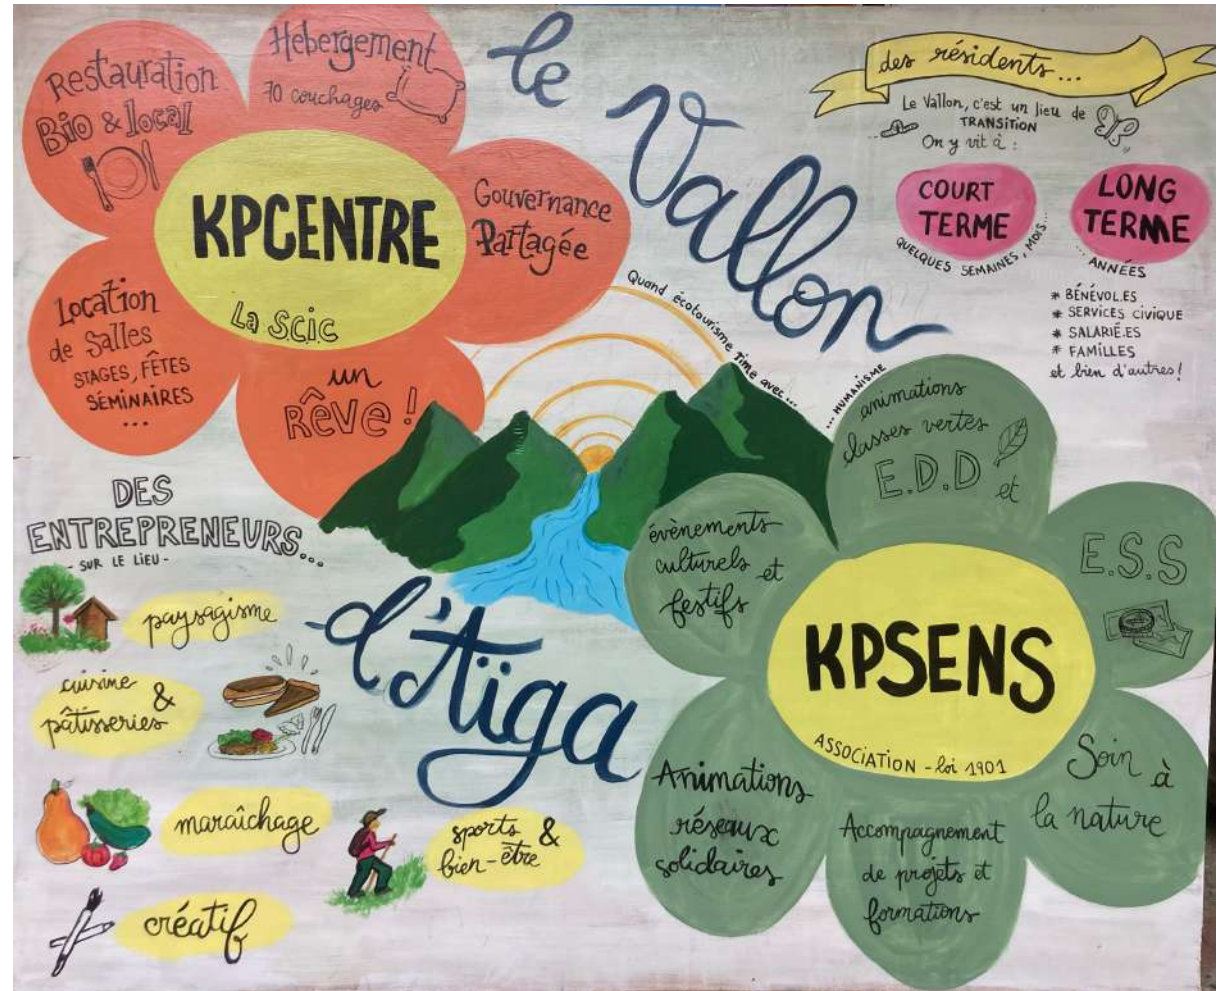 le
Vallon
d'Aïga
Restauration
Bio & local
Hébergement
70 couchages
KPCENTRE
La S.C.I.C
Gouvernance
Partagée
Location
de Salles
STAGES, FÊTES
SÉMINAIRES
...
un
RÊVE !
Quand écotourisme rime avec...
... HUMANISME
des résidents...
Le Vallon, c'est un lieu de
TRANSITION
On y vit à :
COURT
TERME
QUELQUES SEMAINES, MOIS...
LONG
TERME
... ANNÉES
* BÉNÉVOL.ES
* SERVICES CIVIQUE
* SALARIÉ.ES
* FAMILLES
et bien d'autres !
DES
ENTREPRENEURS...
- SUR LE LIEU -
paysagisme
cuisine &
pâtisseries
maraîchage
sports &
bien-être
créatif
animations
classes vertes
E.D.D et
évènements
culturels et
festifs
E.S.S
KPSENS
ASSOCIATION - loi 1901
Animations
réseaux
solidaires
Accompagnement
de projets et
formations
Soin à
la nature